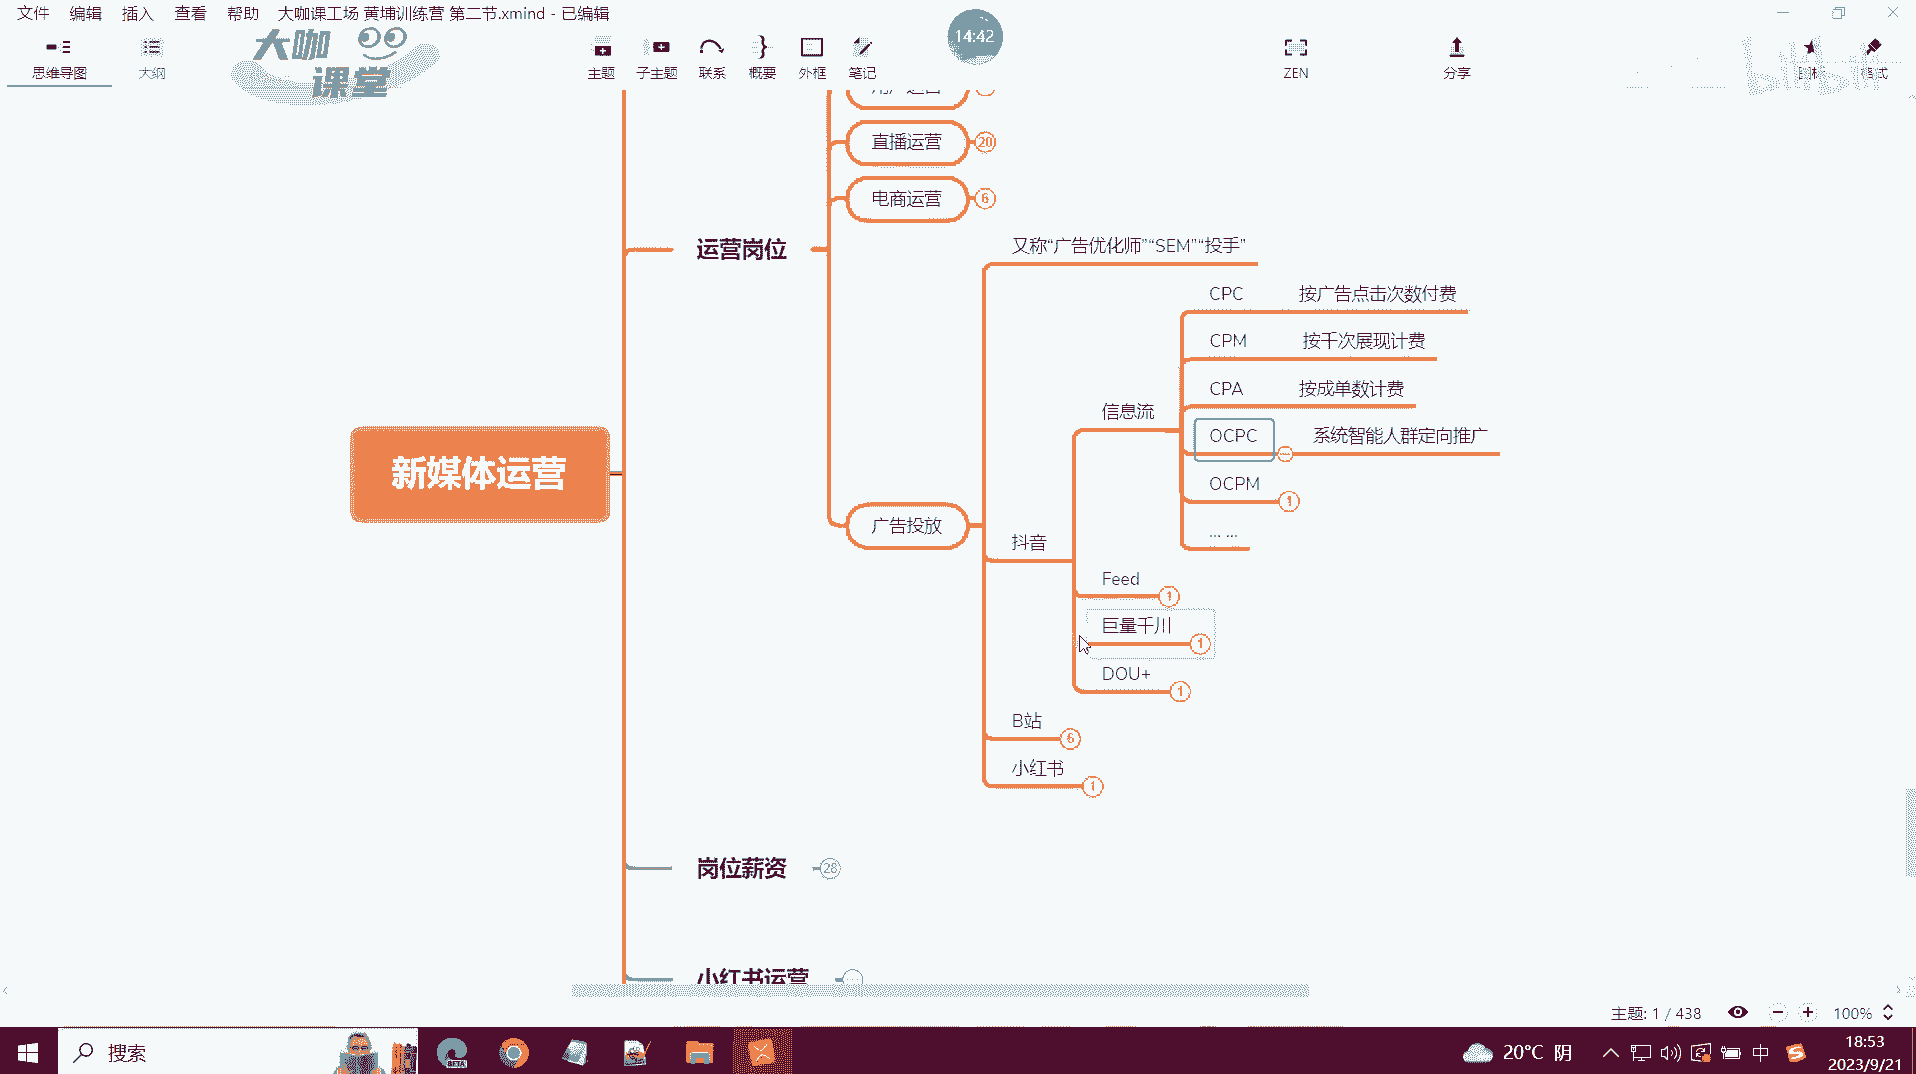 文件 编辑 插入 查看 帮助 大咖课工场 黄埔训练营 第二节.xmind - 已编辑
大咖
课堂
思维导图 大纲 主题 子主题 联系 概要 外框 笔记 14:42 ZEN 分享
bilibili
用户运营
直播运营 20
电商运营 6
运营岗位
又称“广告优化师”“SEM”“投手”
CPC 按广告点击次数付费
CPM 按千次展现计费
CPA 按成单数计费
信息流
OCPC 系统智能人群定向推广
OCPM 1
... ...
新媒体运营
广告投放
抖音
Feed 1
巨量千川 1
DOU+ 1
B站 6
小红书 1
岗位薪资 28
小红书运营
主题: 1 / 438 100%
搜索
BETA
20°C 阴
中
18:53
2023/9/21